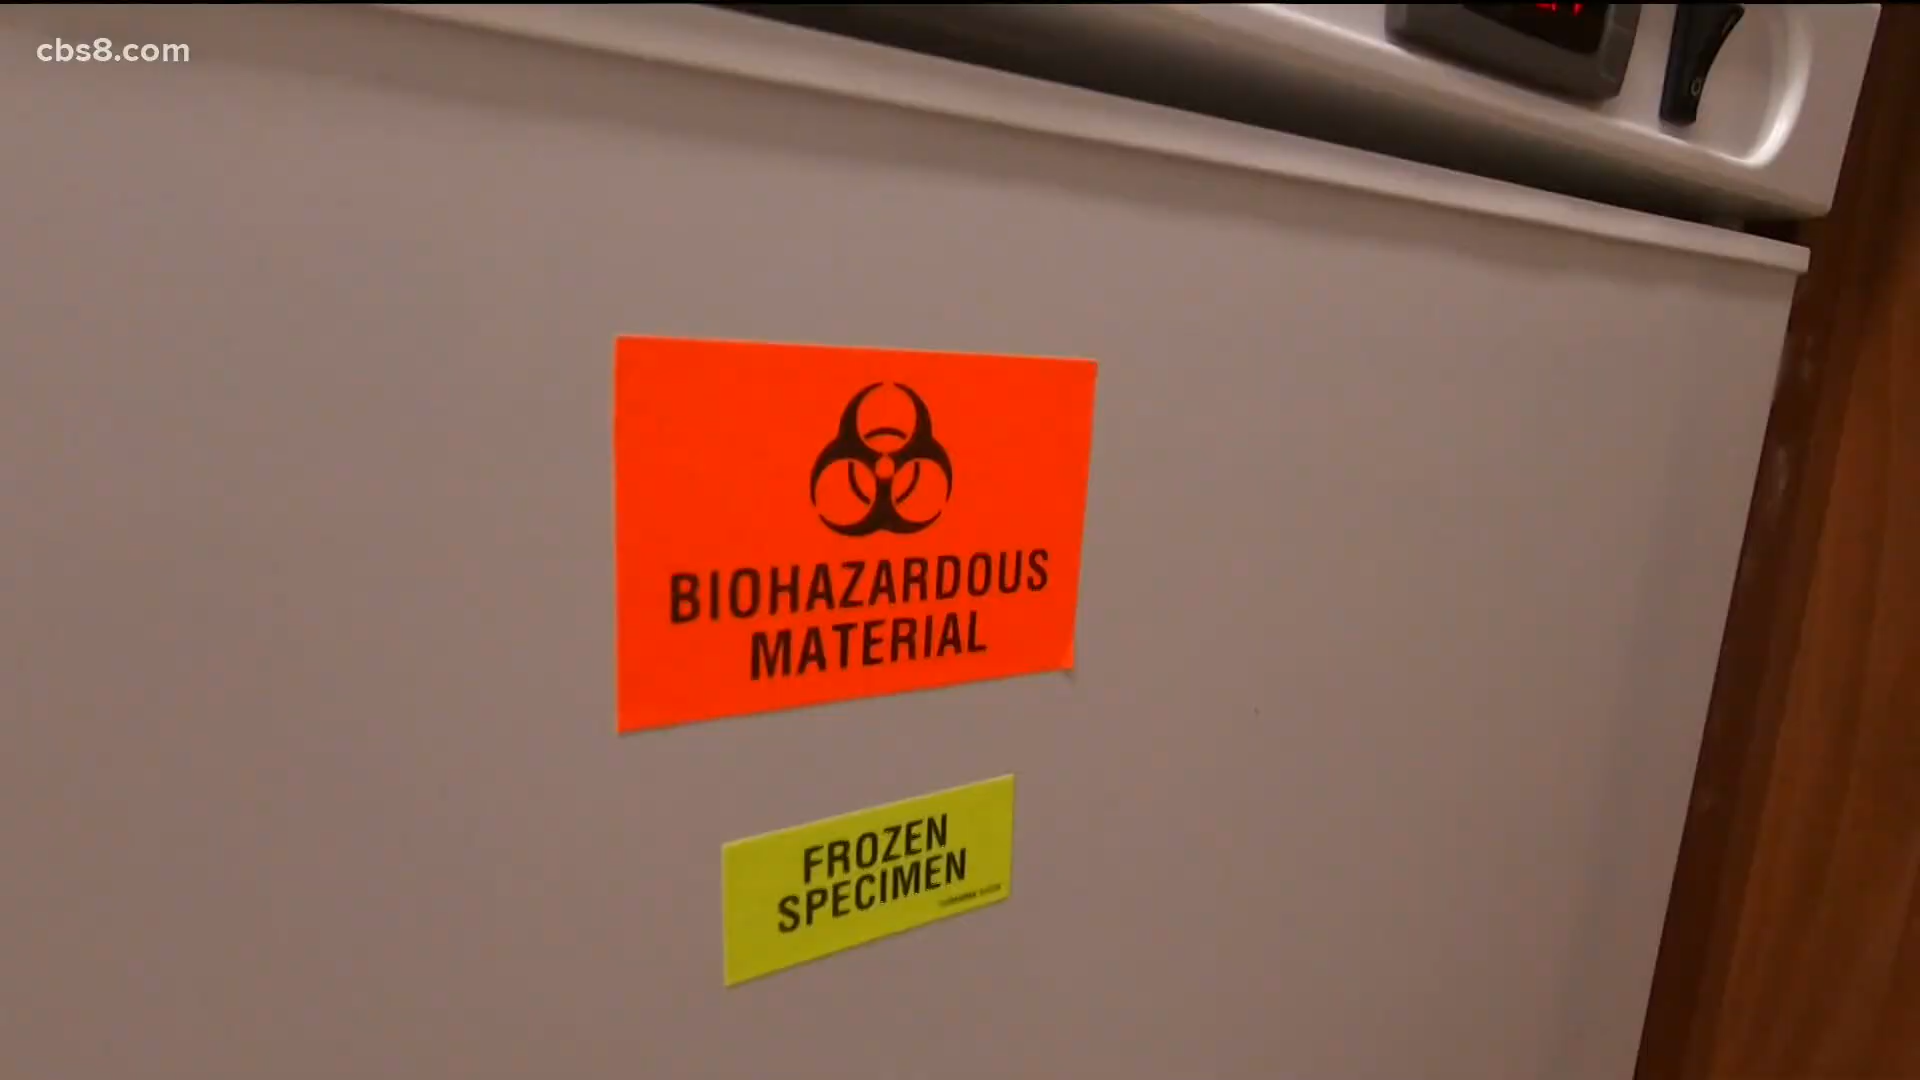 cbs8.com
BIOHAZARDOUS
MATERIAL
FROZEN
SPECIMEN